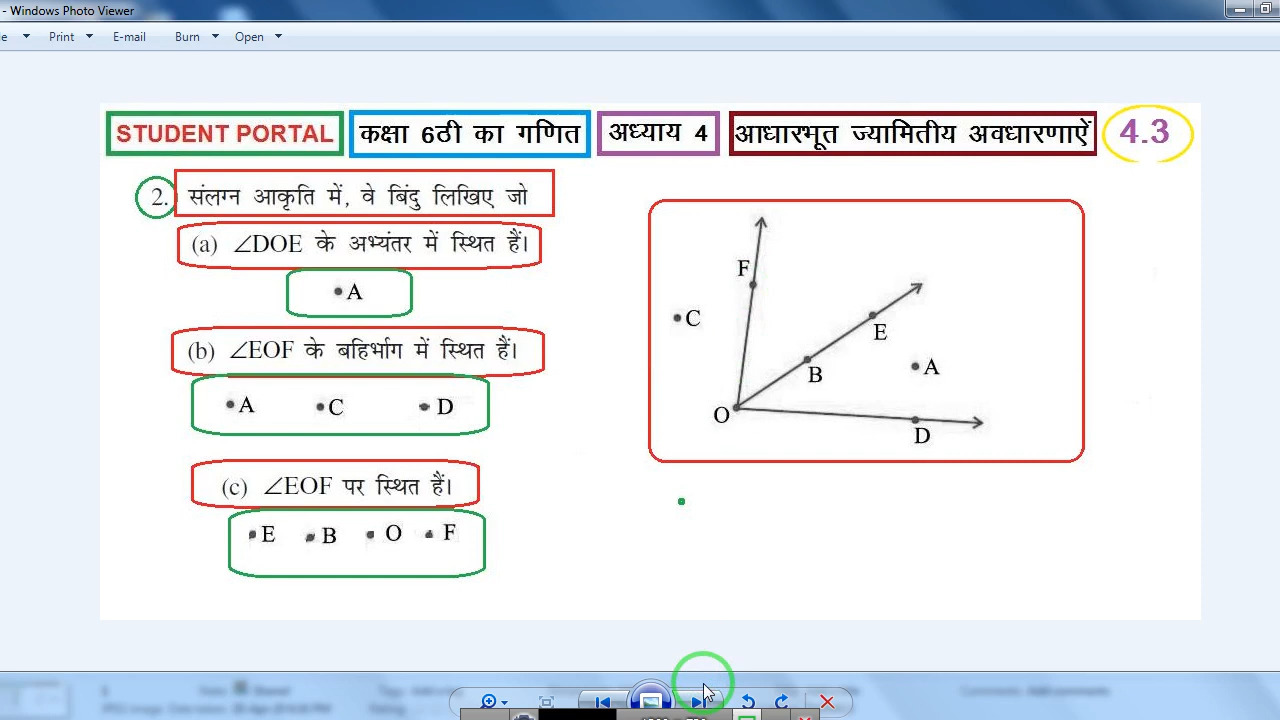 - Windows Photo Viewer
Print E-mail Burn Open
STUDENT PORTAL कक्षा 6ठी का गणित अध्याय 4 आधारभूत ज्यामितीय अवधारणाऐं 4.3
2. संलग्न आकृति में, वे बिंदु लिखिए जो
(a) ∠DOE के अभ्यंतर में स्थित हैं।
•A
(b) ∠EOF के बहिर्भाग में स्थित हैं।
•A •C •D
(c) ∠EOF पर स्थित हैं।
•E •B •O •F
F
•C
E
B
•A
O
D